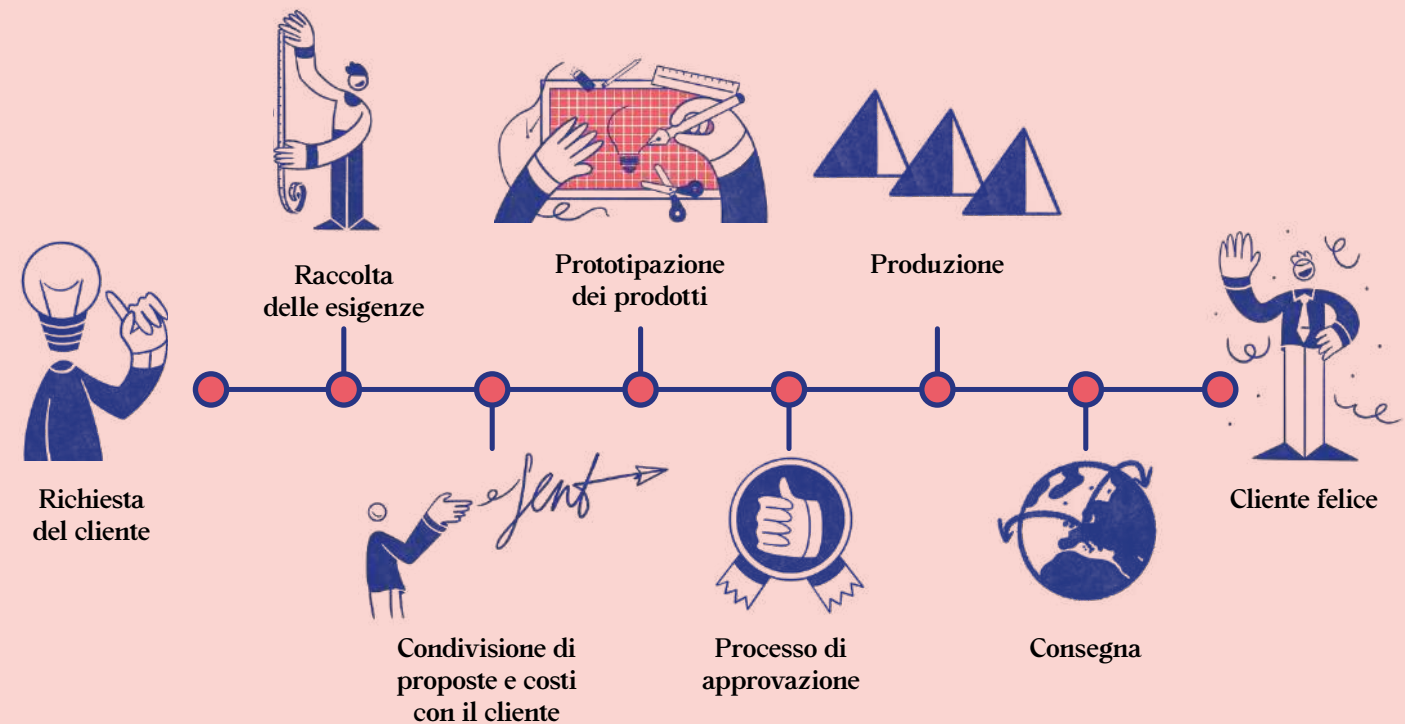 Richiesta
del cliente
Raccolta
delle esigenze
Condivisione di
proposte e costi
con il cliente
sent
Prototipazione
dei prodotti
Processo di
approvazione
Produzione
Consegna
Cliente felice